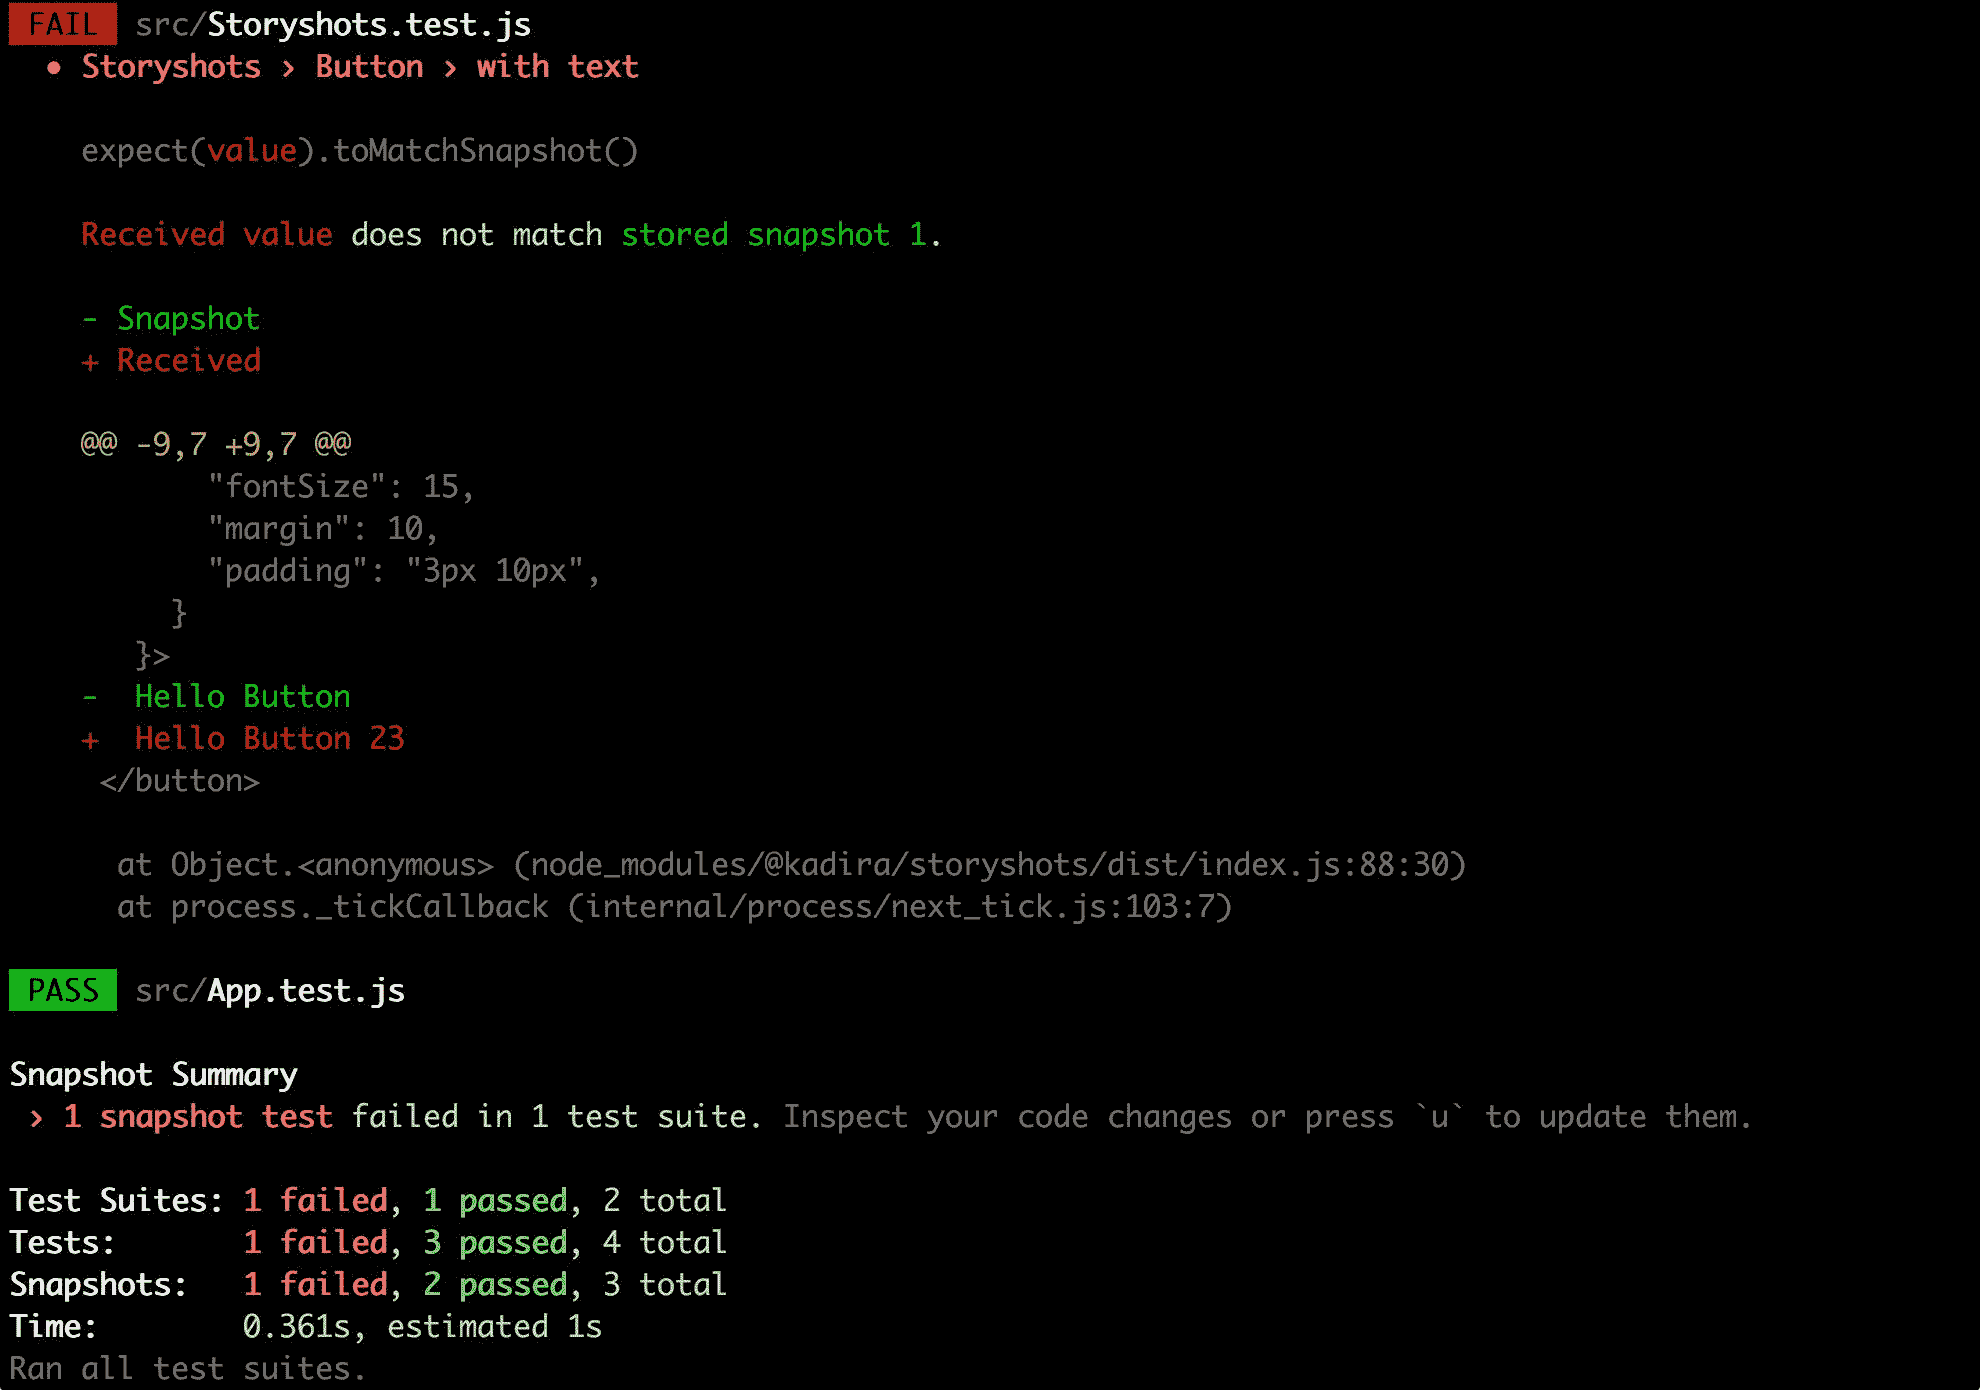 FAIL src/Storyshots.test.js
● Storyshots › Button › with text
expect(value).toMatchSnapshot()
Received value does not match stored snapshot 1.
- Snapshot
+ Received
@@ -9,7 +9,7 @@
"fontSize": 15,
"margin": 10,
"padding": "3px 10px",
}
}>
-  Hello Button
+  Hello Button 23
</button>
at Object.<anonymous> (node_modules/@kadira/storyshots/dist/index.js:88:30)
at process._tickCallback (internal/process/next_tick.js:103:7)
PASS src/App.test.js
Snapshot Summary
› 1 snapshot test failed in 1 test suite. Inspect your code changes or press `u` to update them.
Test Suites: 1 failed, 1 passed, 2 total
Tests:       1 failed, 3 passed, 4 total
Snapshots:   1 failed, 2 passed, 3 total
Time:        0.361s, estimated 1s
Ran all test suites.